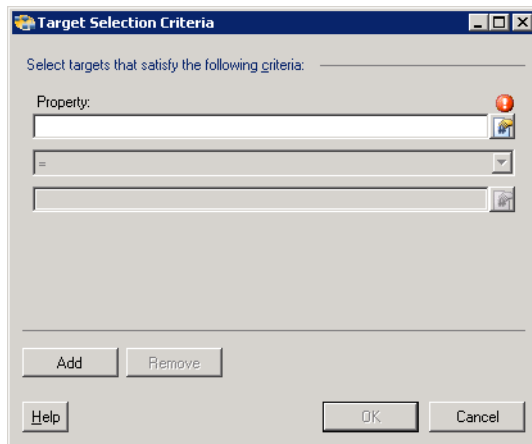 Target Selection Criteria
Select targets that satisfy the following criteria:
Property:
=
Add Remove
Help OK Cancel